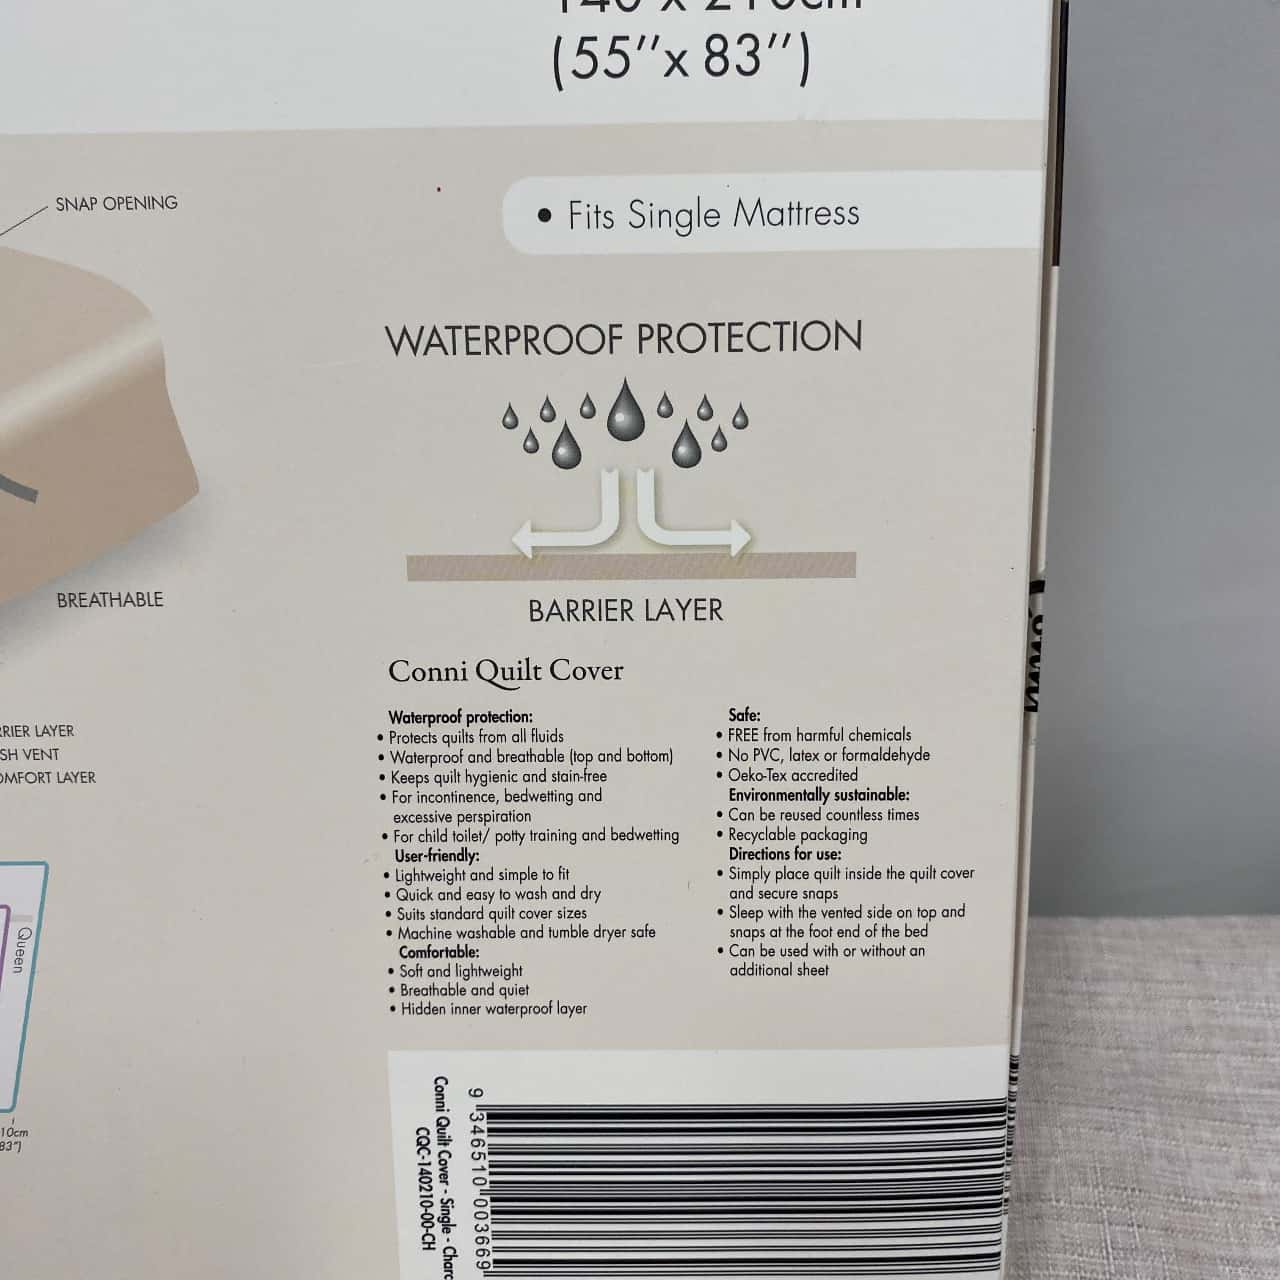 (55"x 83")
SNAP OPENING
• Fits Single Mattress
WATERPROOF PROTECTION
BREATHABLE
BARRIER LAYER
Conni Quilt Cover
LAYER
VENT
LAYER
Waterproof protection:
• Protects quilts from all fluids
• Waterproof and breathable (top and bottom)
• Keeps quilt hygienic and stain-free
• For incontinence, bedwetting and
excessive perspiration
• For child toilet/ potty training and bedwetting
User-friendly:
• Lightweight and simple to fit
• Quick and easy to wash and dry
• Suits standard quilt cover sizes
• Machine washable and tumble dryer safe
Comfortable:
• Soft and lightweight
• Breathable and quiet
• Hidden inner waterproof layer
Safe:
• FREE from harmful chemicals
• No PVC, latex or formaldehyde
• Oeko-Tex accredited
Environmentally sustainable:
• Can be reused countless times
• Recyclable packaging
Directions for use:
• Simply place quilt inside the quilt cover
and secure snaps
• Sleep with the vented side on top and
snaps at the foot end of the bed
• Can be used with or without an
additional sheet
Queen
10cm
83")
Conni Quilt Cover - Single - Charc
CQC-140210-00-CH
9 346510 003669